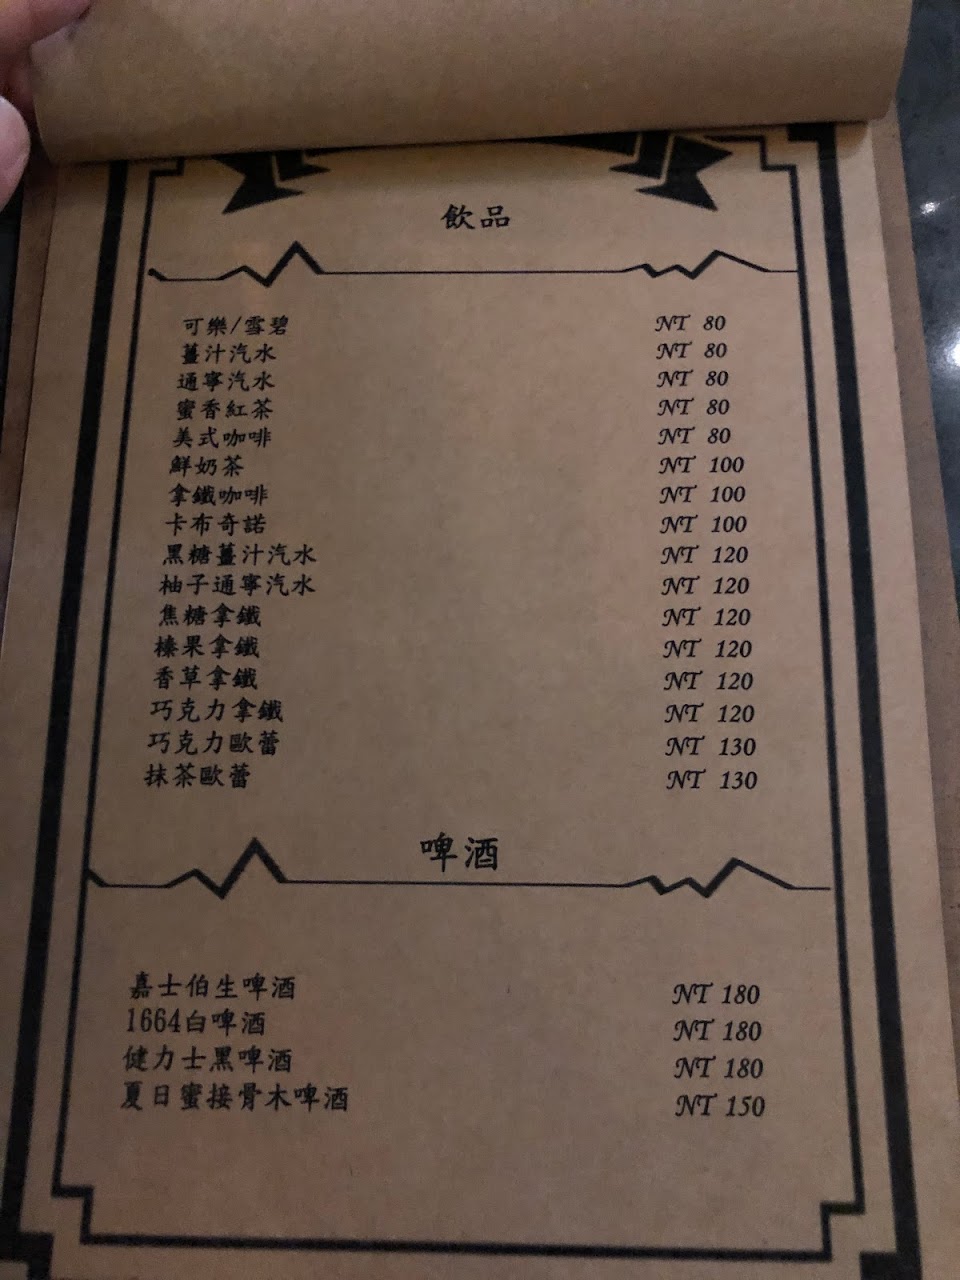 飲品
可樂/雪碧 NT 80
薑汁汽水 NT 80
通寧汽水 NT 80
蜜香紅茶 NT 80
美式咖啡 NT 80
鮮奶茶 NT 100
拿鐵咖啡 NT 100
卡布奇諾 NT 100
黑糖薑汁汽水 NT 120
柚子通寧汽水 NT 120
焦糖拿鐵 NT 120
榛果拿鐵 NT 120
香草拿鐵 NT 120
巧克力拿鐵 NT 120
巧克力歐蕾 NT 130
抹茶歐蕾 NT 130
啤酒
嘉士伯生啤酒 NT 180
1664白啤酒 NT 180
健力士黑啤酒 NT 180
夏日蜜接骨木啤酒 NT 150